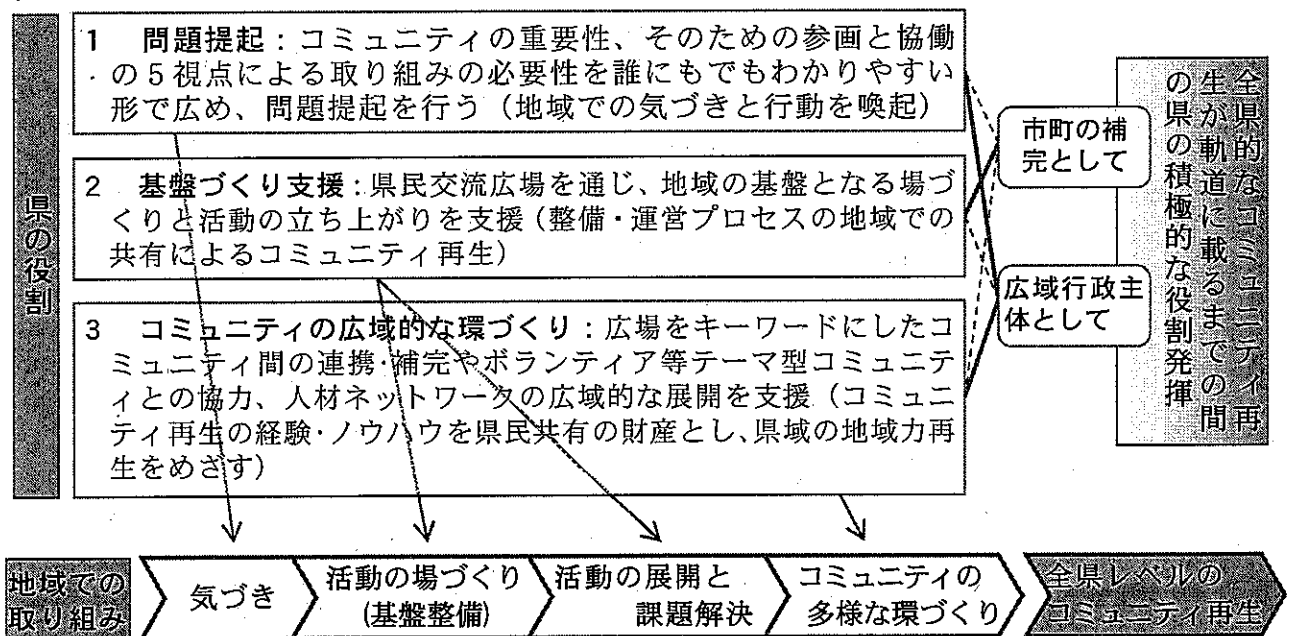 県の役割
1 問題提起：コミュニティの重要性、そのための参画と協働
の5視点による取り組みの必要性を誰にもでもわかりやすい
形で広め、問題提起を行う（地域での気づきと行動を喚起）
2 基盤づくり支援：県民交流広場を通じ、地域の基盤となる場づ
くりと活動の立ち上がりを支援（整備・運営プロセスの地域での
共有によるコミュニティ再生）
3 コミュニティの広域的な環づくり：広場をキーワードにしたコ
ミュニティ間の連携・補完やボランティア等テーマ型コミュニテ
ィとの協力、人材ネットワークの広域的な展開を支援（コミュニ
ティ再生の経験・ノウハウを県民共有の財産とし、県域の地域力再
生をめざす）
市町の補
完として
広域行政主
体として
全県的なコミュニティ再
生が軌道に載るまでの間
の県の積極的な役割発揮
地域での
取り組み
気づき
活動の場づくり
(基盤整備)
活動の展開と
課題解決
コミュニティの
多様な環づくり
全県レベルの
コミュニティ再生